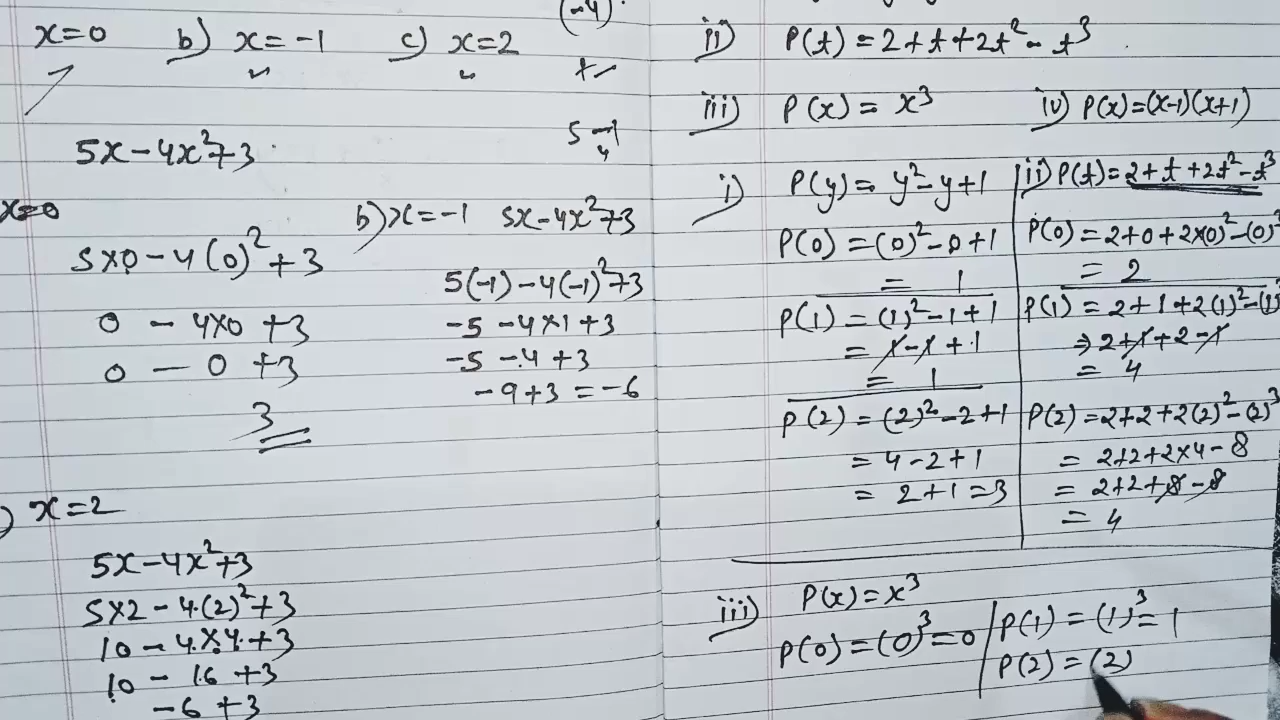 (-4)
x=0 b) x=-1 c) x=2
5x-4x²+3
x=0
5×0-4(0)²+3
0 - 4×0 +3
0 - 0 +3
3
b) x=-1 5x-4x²+3
5(-1)-4(-1)²+3
-5 -4×1+3
-5 -4+3
-9+3 = -6
) x=2
5x-4x²+3
5×2-4.(2)²+3
10-4×4+3
10 - 16 +3
-6 +3
ii) P(t)=2+t+2t²-t³
iii) P(x)=x³ iv) P(x)=(x-1)(x+1)
i) P(y)=y²-y+1
P(0)=(0)²-0+1
= 1
P(1)=(1)²-1+1
= 1-1+1
= 1
P(2)=(2)²-2+1
= 4-2+1
= 2+1=3
ii) P(t)=2+t+2t²-t³
P(0)=2+0+2×0)²-(0)³
= 2
P(1)=2+1+2(1)²-(1)³
⇒ 2+1+2-1
= 4
P(2)=2+2+2(2)²-(2)³
= 2+2+2×4-8
= 2+2+8-8
= 4
iii) P(x)=x³
P(0)=(0)³=0
P(1)=(1)³=1
P(2)=(2)